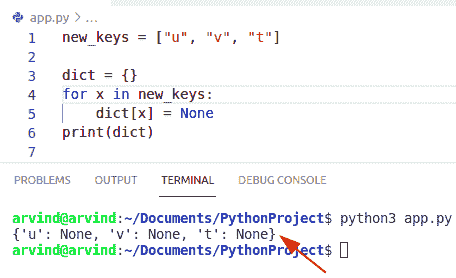 app.py > ...
1 new_keys = ["u", "v", "t"]
2
3 dict = {}
4 for x in new_keys:
5     dict[x] = None
6 print(dict)
7
PROBLEMS OUTPUT TERMINAL DEBUG CONSOLE
arvind@arvind:~/Documents/PythonProject$ python3 app.py
{'u': None, 'v': None, 't': None}
arvind@arvind:~/Documents/PythonProject$